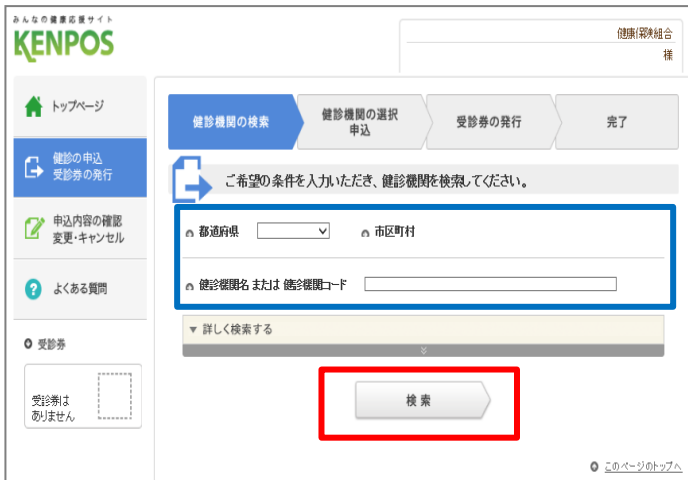 みんなの健康応援サイト
KENPOS
健康保険組合
様
トップページ
健診の申込
受診券の発行
申込内容の確認
変更・キャンセル
よくある質問
受診券
受診券は
ありません
健診機関の検索
健診機関の選択
申込
受診券の発行
完了
ご希望の条件を入力いただき、健診機関を検索してください。
都道府県
市区町村
健診機関名 または 健診機関コード
▼ 詳しく検索する
検索
このページのトップへ